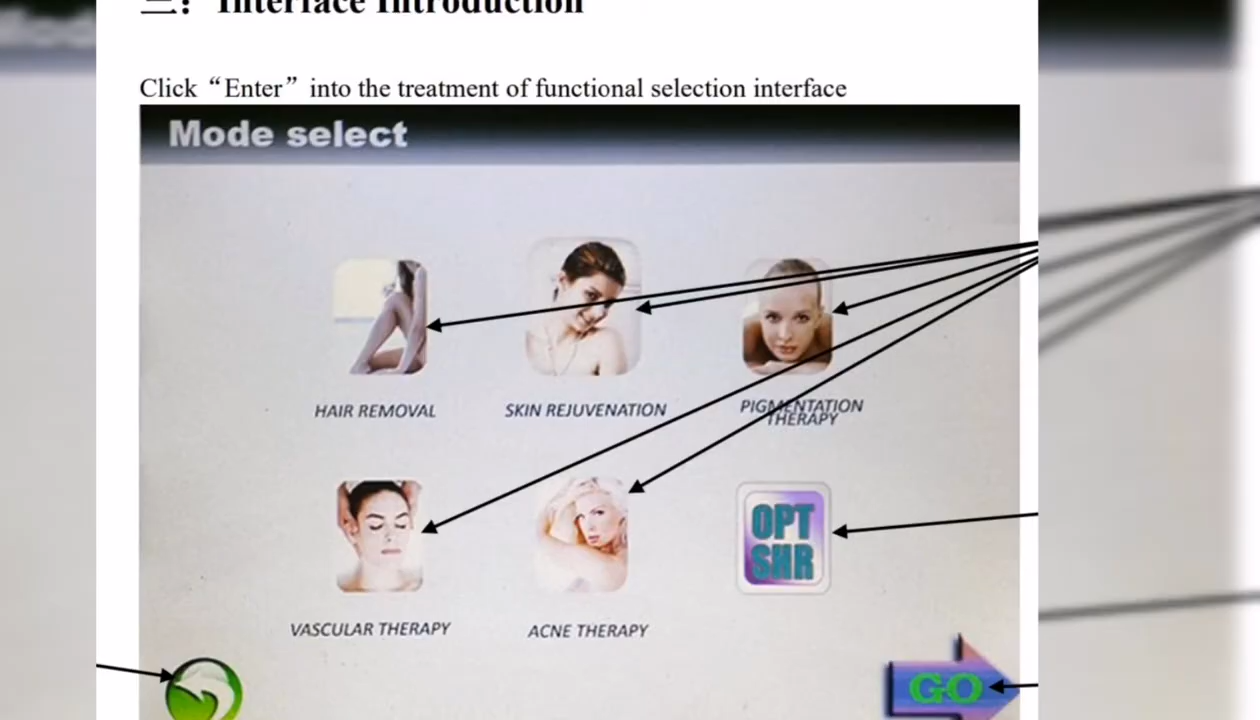 三：Interface Introduction
Click “Enter” into the treatment of functional selection interface
Mode select
HAIR REMOVAL
SKIN REJUVENATION
PIGMENTATION
THERAPY
OPT
SHR
VASCULAR THERAPY
ACNE THERAPY
GO